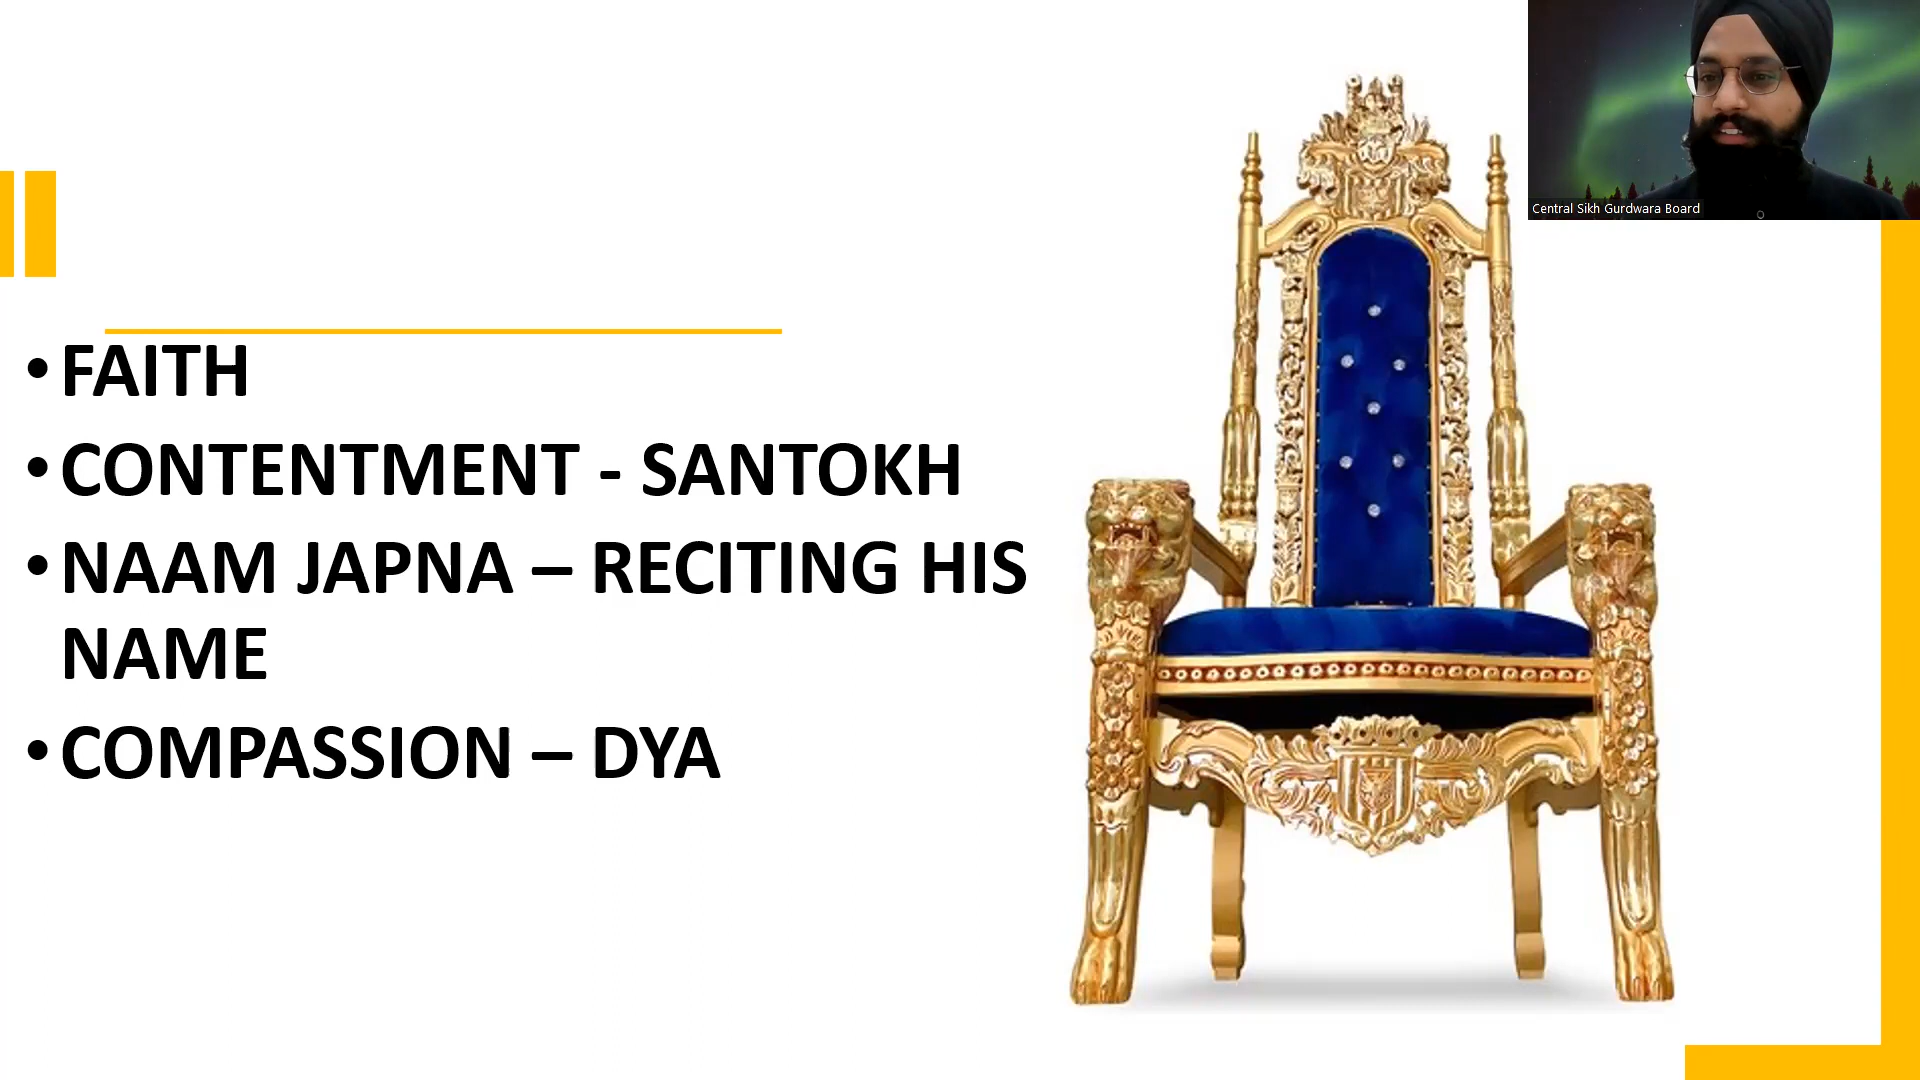 Central Sikh Gurdwara Board
• FAITH
• CONTENTMENT - SANTOKH
• NAAM JAPNA – RECITING HIS
NAME
• COMPASSION – DYA